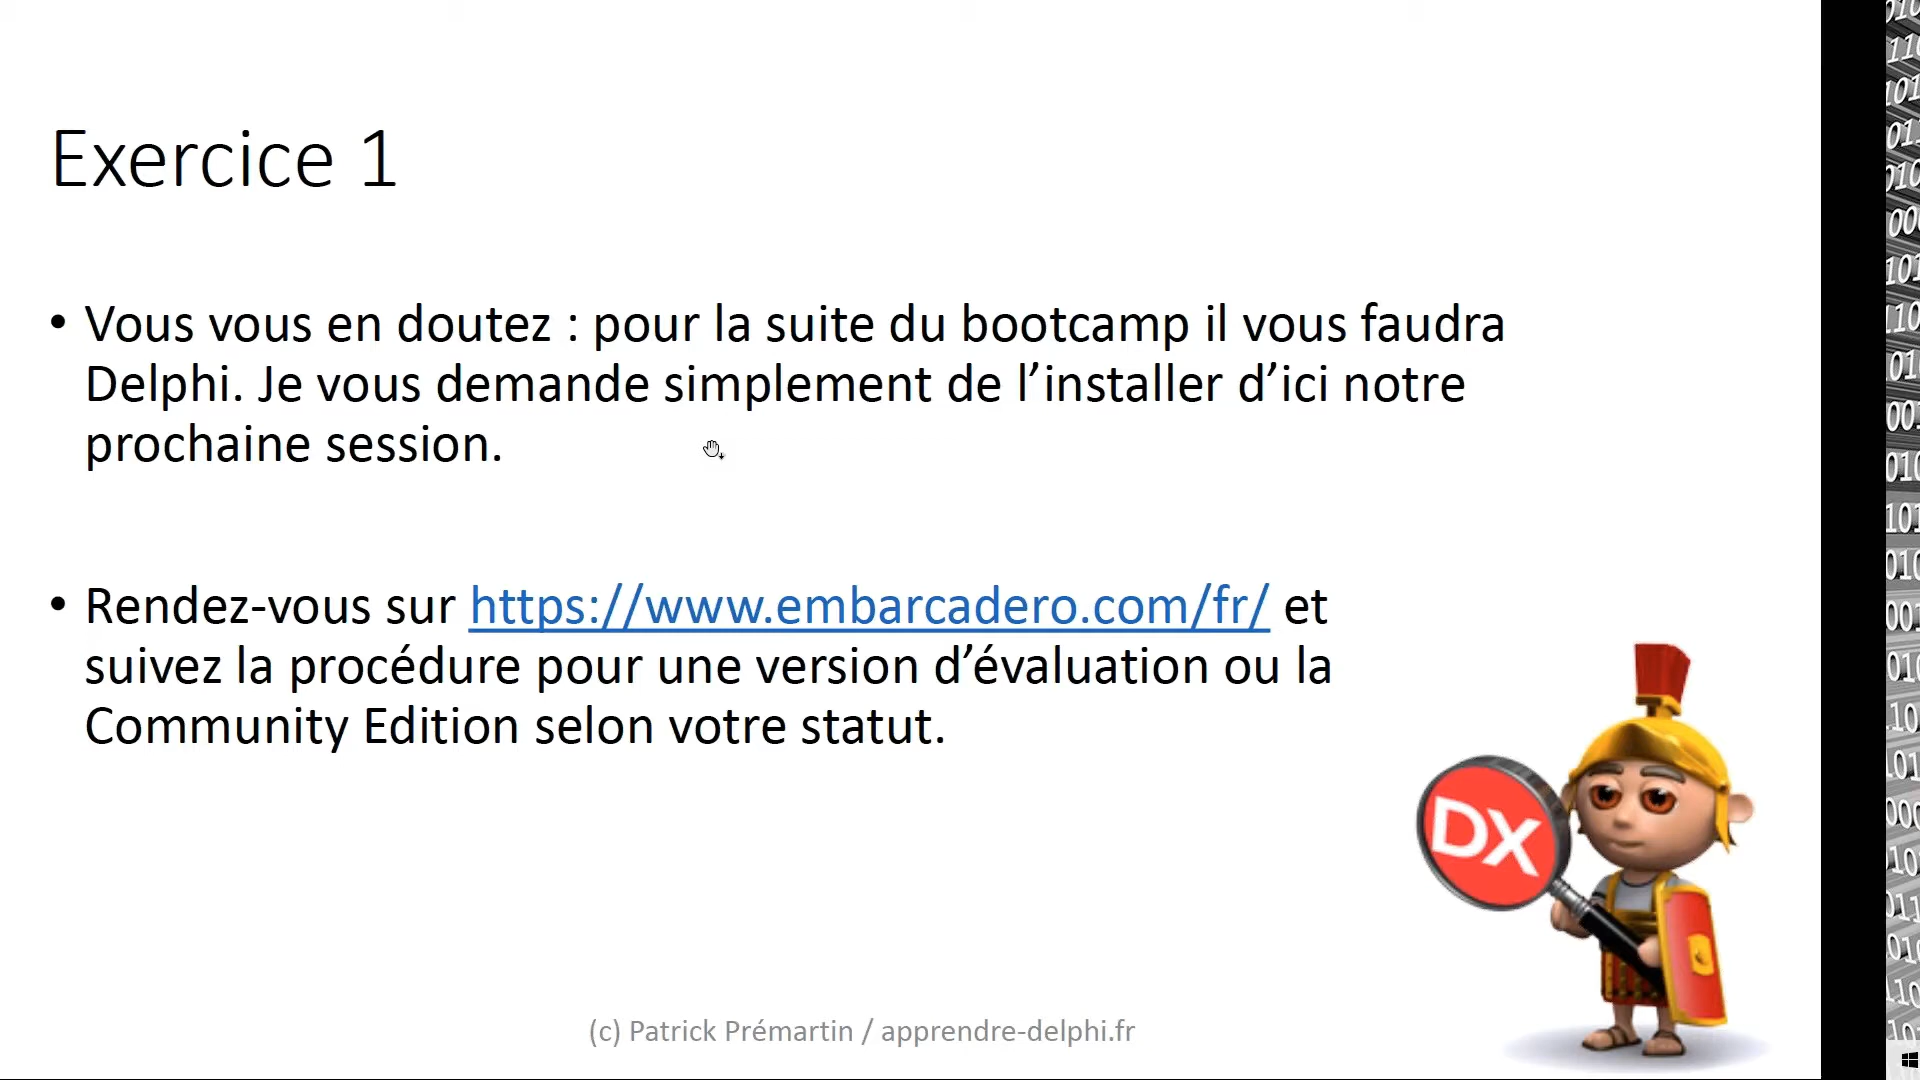 Exercice 1
• Vous vous en doutez : pour la suite du bootcamp il vous faudra
Delphi. Je vous demande simplement de l’installer d’ici notre
prochaine session.
• Rendez-vous sur https://www.embarcadero.com/fr/ et
suivez la procédure pour une version d’évaluation ou la
Community Edition selon votre statut.
DX
(c) Patrick Prémartin / apprendre-delphi.fr